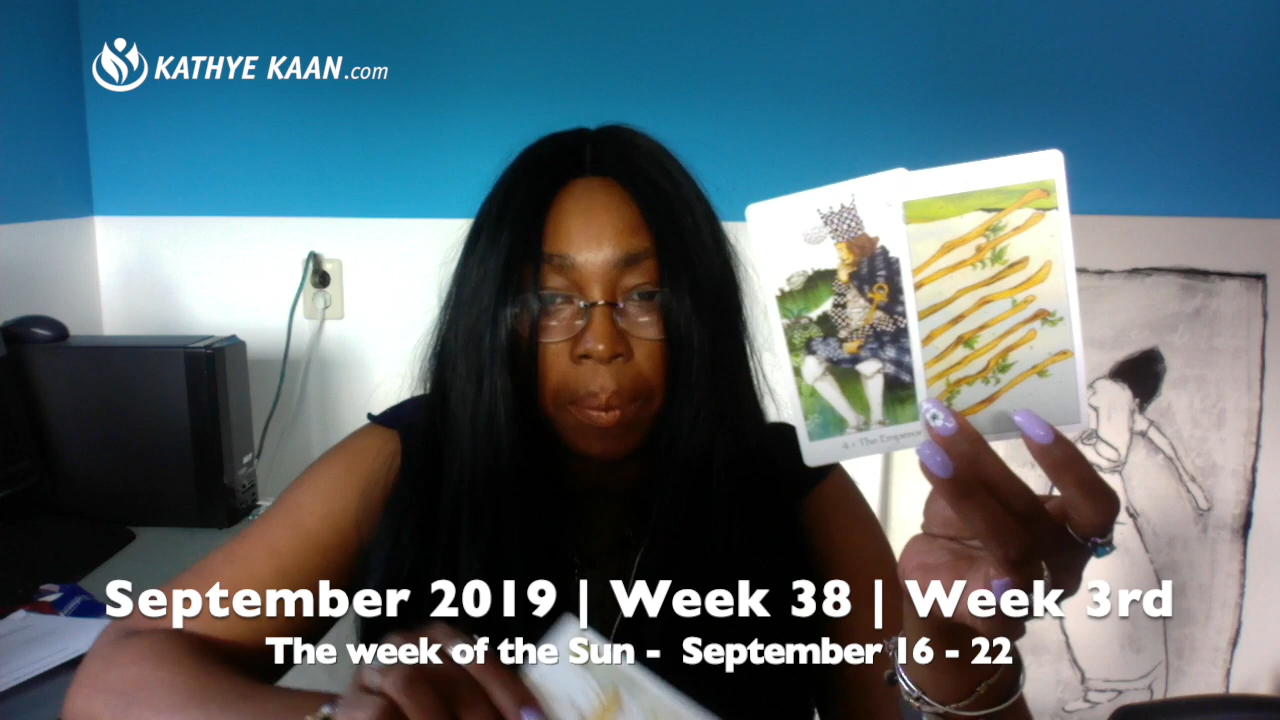 KATHYE KAAN.com
4 • The Emperor
September 2019 | Week 38 | Week 3rd
The week of the Sun - September 16 - 22